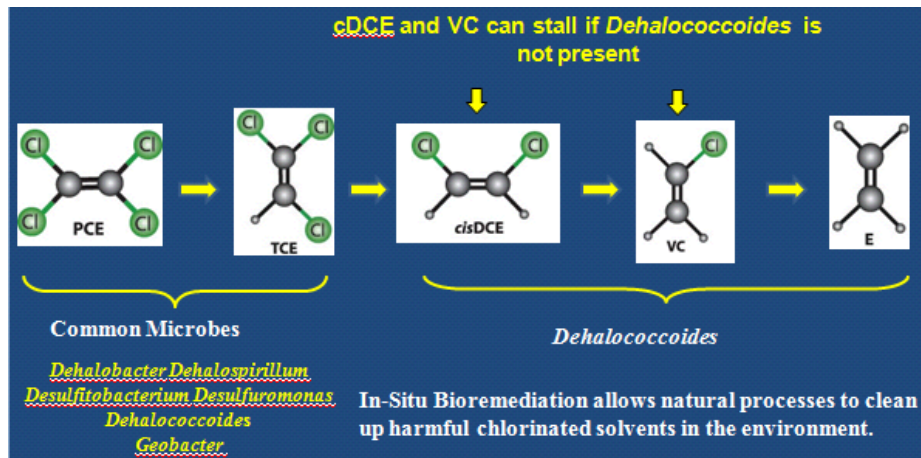 cDCE and VC can stall if Dehalococcoides is
not present
Cl Cl
Cl Cl
PCE
Cl Cl
Cl
TCE
Cl Cl
cisDCE
Cl
VC
E
Common Microbes
Dehalobacter Dehalospirillum
Desulfitobacterium Desulfuromonas
Dehalococcoides
Geobacter
Dehalococcoides
In-Situ Bioremediation allows natural processes to clean
up harmful chlorinated solvents in the environment.